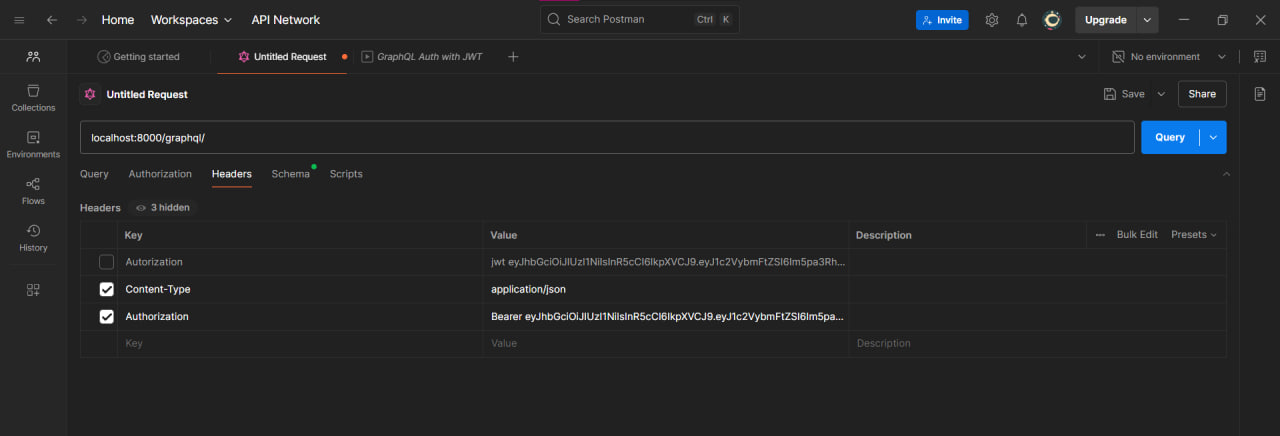 Home Workspaces API Network Search Postman Ctrl K Invite Upgrade
Getting started Untitled Request GraphQL Auth with JWT No environment
Untitled Request Save Share
Collections
localhost:8000/graphql/ Query
Environments
Query Authorization Headers Schema Scripts
Flows
Headers 3 hidden
History
Key Value Description Bulk Edit Presets
Autorization jwt eyJhbGciOiJIUzI1NiIsInR5cCI6IkpXVCJ9.eyJ1c2VybmFtZSI6Im5pa3Rh...
Content-Type application/json
Authorization Bearer eyJhbGciOiJIUzI1NiIsInR5cCI6IkpXVCJ9.eyJ1c2VybmFtZSI6Im5pa...
Key Value Description